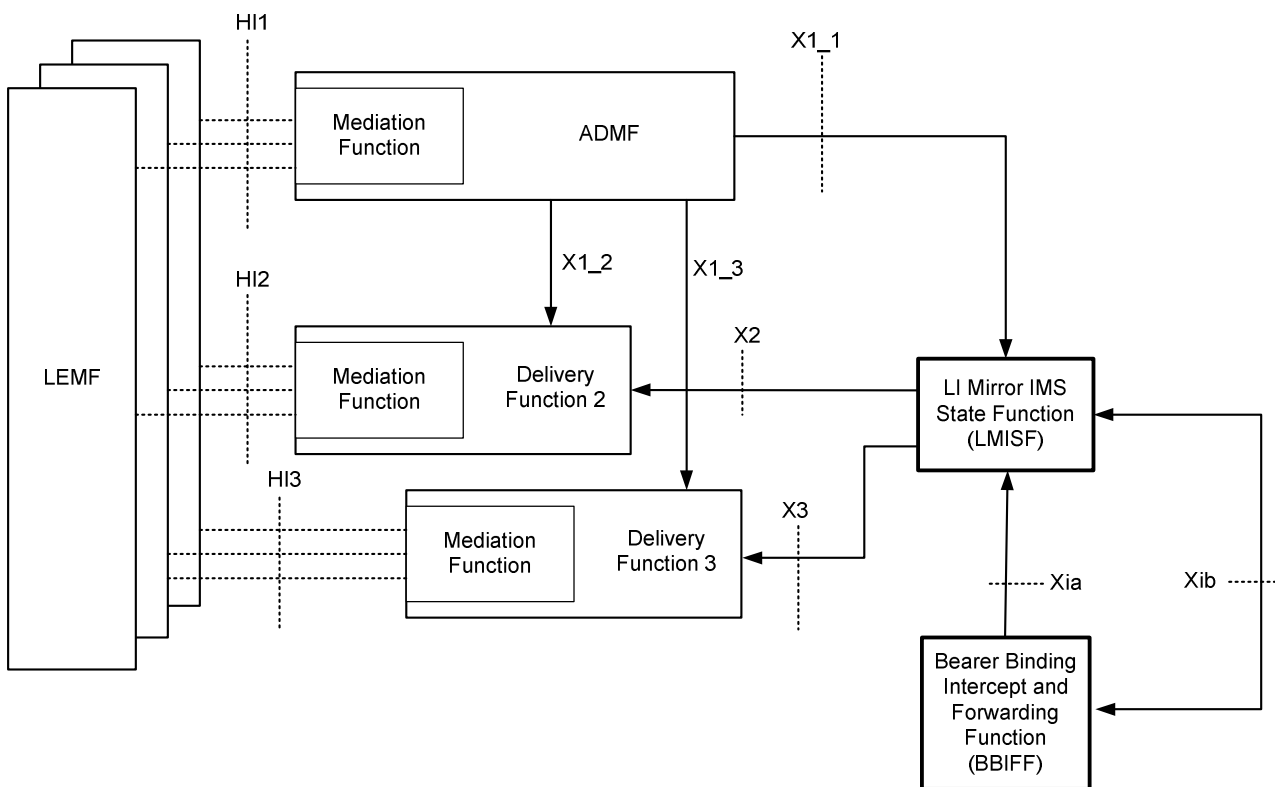 HI1
X1_1
Mediation
Function
ADMF
X1_2
X1_3
HI2
X2
LEMF
Mediation
Function
Delivery
Function 2
LI Mirror IMS
State Function
(LMISF)
HI3
X3
Mediation
Function
Delivery
Function 3
Xia
Xib
Bearer Binding
Intercept and
Forwarding
Function
(BBIFF)